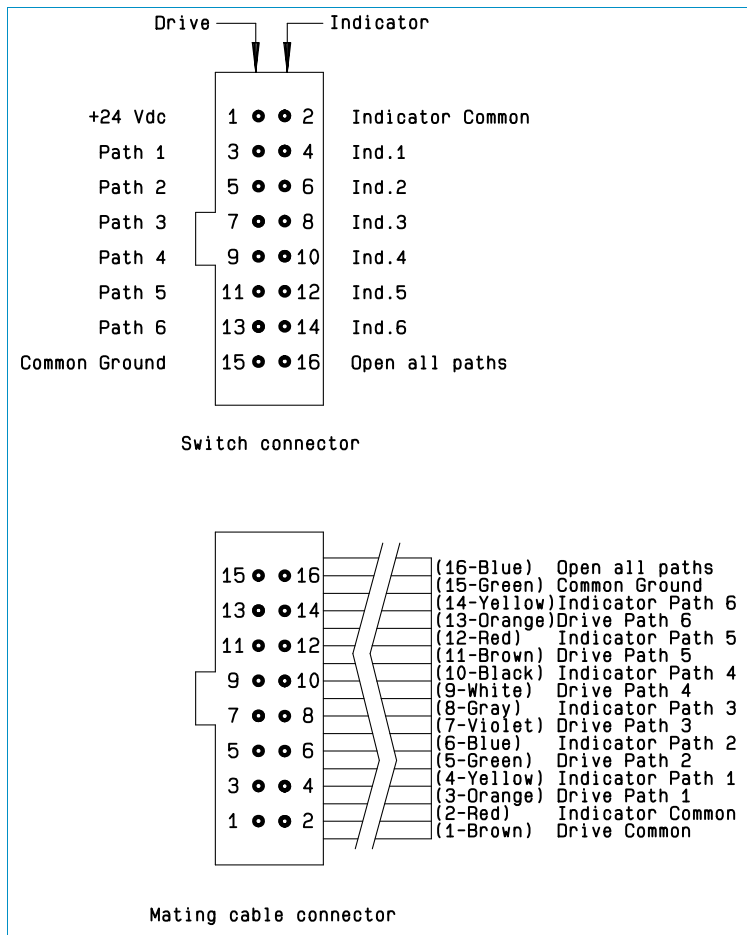 Drive Indicator
+24 Vdc 1 2 Indicator Common
Path 1 3 4 Ind.1
Path 2 5 6 Ind.2
Path 3 7 8 Ind.3
Path 4 9 10 Ind.4
Path 5 11 12 Ind.5
Path 6 13 14 Ind.6
Common Ground 15 16 Open all paths
Switch connector
(16-Blue) Open all paths
15 16 (15-Green) Common Ground
(14-Yellow) Indicator Path 6
13 14 (13-Orange) Drive Path 6
(12-Red) Indicator Path 5
11 12 (11-Brown) Drive Path 5
(10-Black) Indicator Path 4
9 10 (9-White) Drive Path 4
(8-Gray) Indicator Path 3
7 8 (7-Violet) Drive Path 3
(6-Blue) Indicator Path 2
5 6 (5-Green) Drive Path 2
(4-Yellow) Indicator Path 1
3 4 (3-Orange) Drive Path 1
(2-Red) Indicator Common
1 2 (1-Brown) Drive Common
Mating cable connector